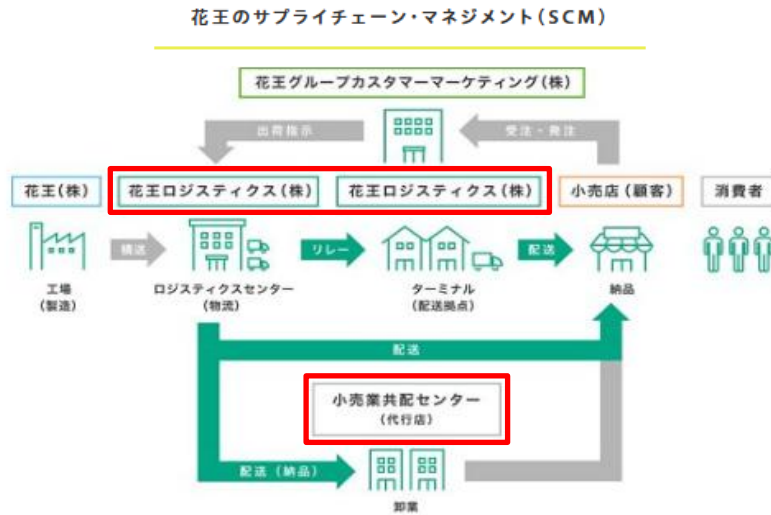 花王のサプライチェーン・マネジメント(SCM)
花王グループカスタマーマーケティング(株)
出荷指示
受注・発注
花王(株)
花王ロジスティクス(株)
花王ロジスティクス(株)
小売店(顧客)
消費者
横送
リレー
配送
工場
(製造)
ロジスティクスセンター
(物流)
ターミナル
(配送拠点)
納品
配送
小売業共配センター
(代行店)
配送(納品)
卸業